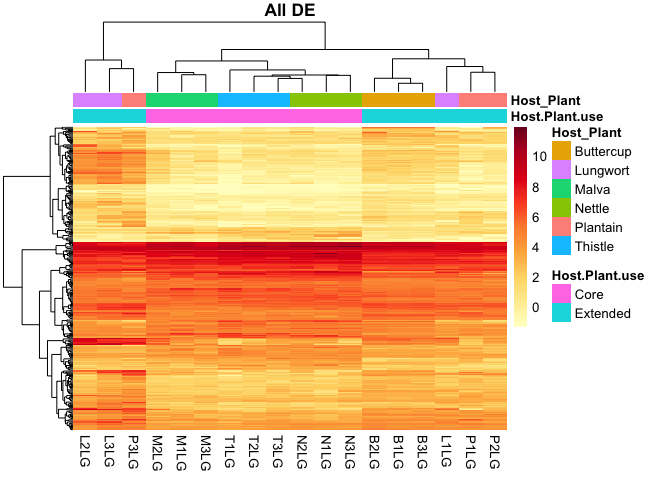 All DE
Host_Plant
Host.Plant.use
10
8
6
4
2
0
Host_Plant
Buttercup
Lungwort
Malva
Nettle
Plantain
Thistle
Host.Plant.use
Core
Extended
L2LG
L3LG
P3LG
M2LG
M1LG
M3LG
T1LG
T2LG
T3LG
N2LG
N1LG
N3LG
B2LG
B1LG
B3LG
L1LG
P1LG
P2LG